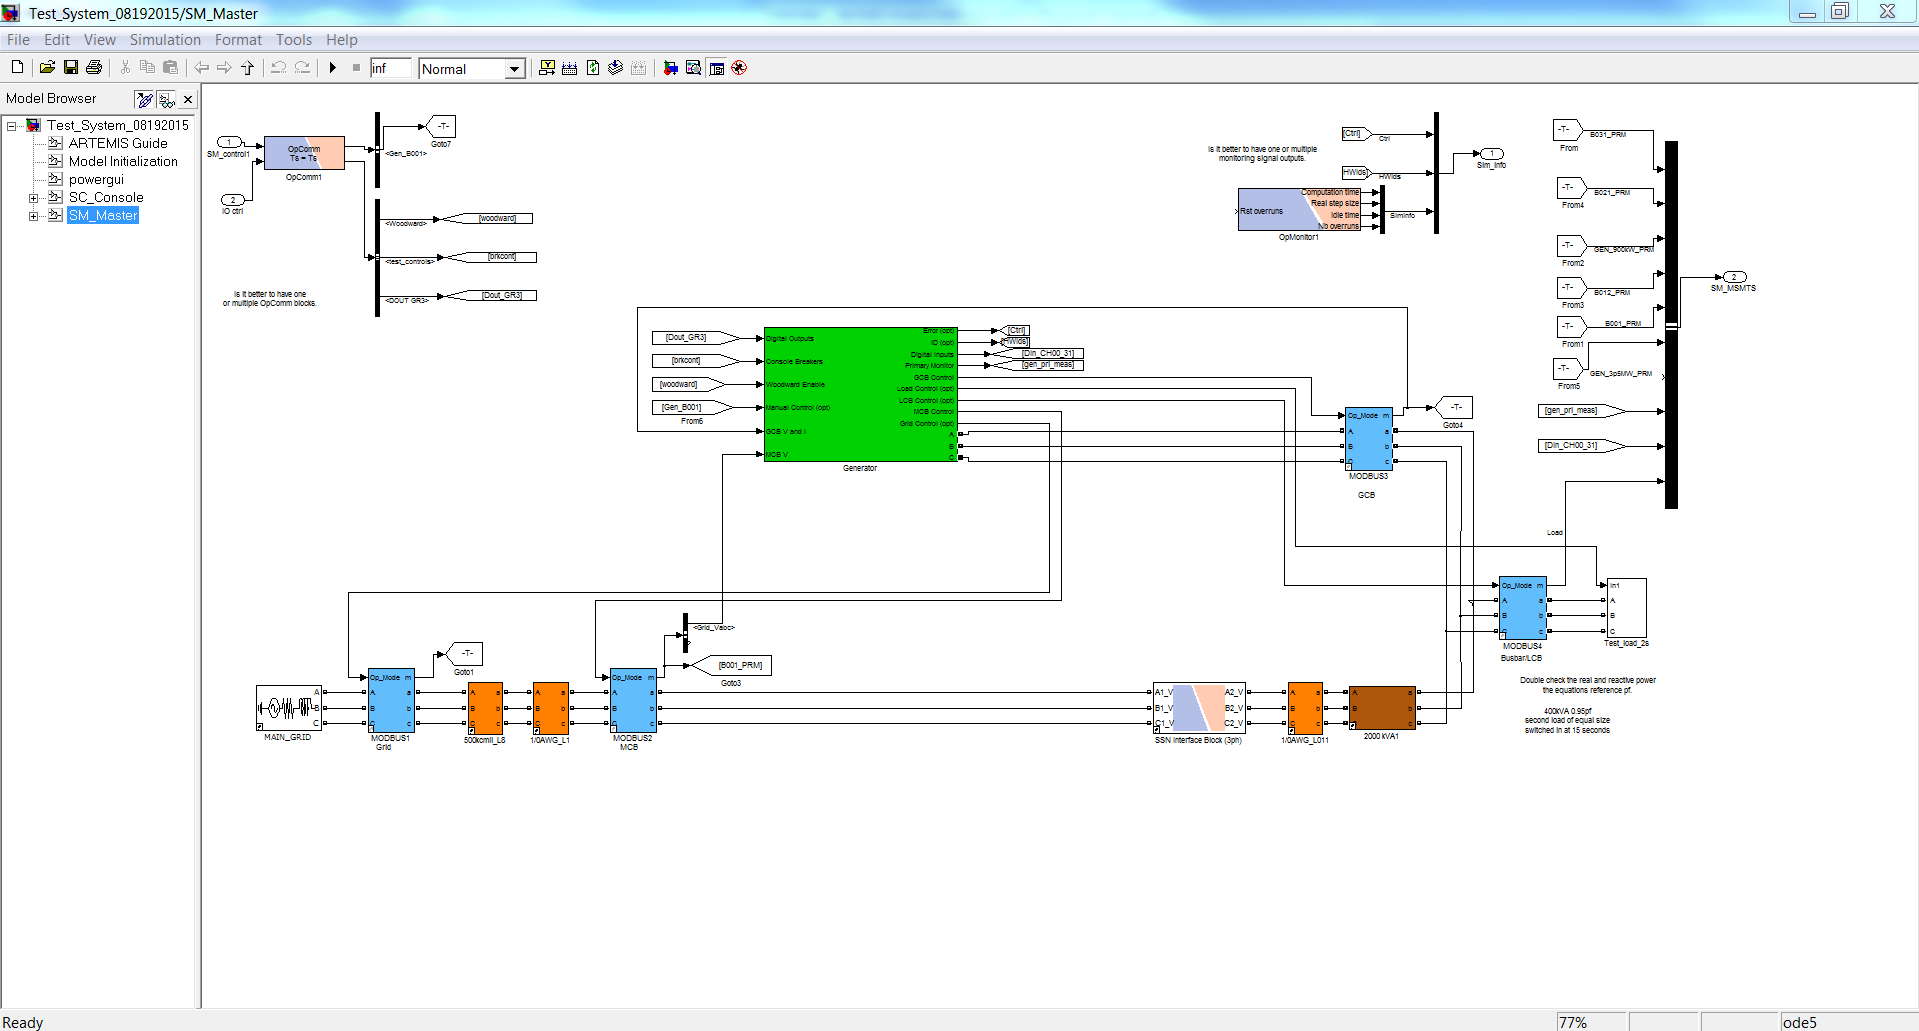 Test_System_08192015/SM_Master
File Edit View Simulation Format Tools Help
inf
Normal
Model Browser
Test_System_08192015
ARTEMIS Guide
Model Initialization
powergui
SC_Console
SM_Master
1
SM_control1
2
IO ctrl
OpComm
Ts = Ts
OpComm1
<Gen_B001>
-T-
Goto7
<Woodward>
[woodward]
<test_controls>
[brkcont]
<DOUT GR3>
[Dout_GR3]
Is it better to have one
or multiple OpComm blocks.
Is it better to have one or multiple
monitoring signal outputs.
[Ctrl]
Ctrl
HWIds]
HWIds
Rst overruns
Computation time
Real step size
Idle time
Nb overruns
OpMonitor1
SimInfo
1
Sim_Info
-T-
From
B031_PRM
-T-
From4
B021_PRM
-T-
From2
GEN_900kW_PRM
-T-
From3
B012_PRM
-T-
From1
B001_PRM
-T-
From5
GEN_3p5MW_PRM
[gen_pri_meas]
[Din_CH00_31]
2
SM_MSMTS
[Dout_GR3]
[brkcont]
[woodward]
[Gen_B001]
From6
Digital Outputs
Console Breakers
Woodward Enable
Manual Control (opt)
GCB V and I
MCB V
Error (opt)
ID (opt)
Digital Inputs
Primary Monitor
GCB Control
Load Control (opt)
LCB Control (opt)
MCB Control
Grid Control (opt)
A
B
C
Generator
[Ctrl]
[HWIds]
[Din_CH00_31]
[gen_pri_meas]
Op_Mode m
A a
B b
C c
MODBUS3
GCB
-T-
Goto4
Load
Op_Mode m
A a
B b
C c
MODBUS4
Busbar/LCB
In1
A
B
C
Test_load_2s
Double check the real and reactive power
the equations reference pf.
400kVA 0.95pf
second load of equal size
switched in at 15 seconds
A
B
C
MAIN_GRID
Op_Mode m
A a
B b
C c
MODBUS1
Grid
-T-
Goto1
A a
B b
C c
500kcmil_L8
A a
B b
C c
1/0AWG_L1
Op_Mode m
A a
B b
C c
MODBUS2
MCB
<Grid_Vabc>
[B001_PRM]
Goto3
A1_V A2_V
B1_V B2_V
C1_V C2_V
SSN Interface Block (3ph)
A a
B b
C c
1/0AWG_L011
A a
B b
C c
2000 kVA1
Ready
77%
ode5